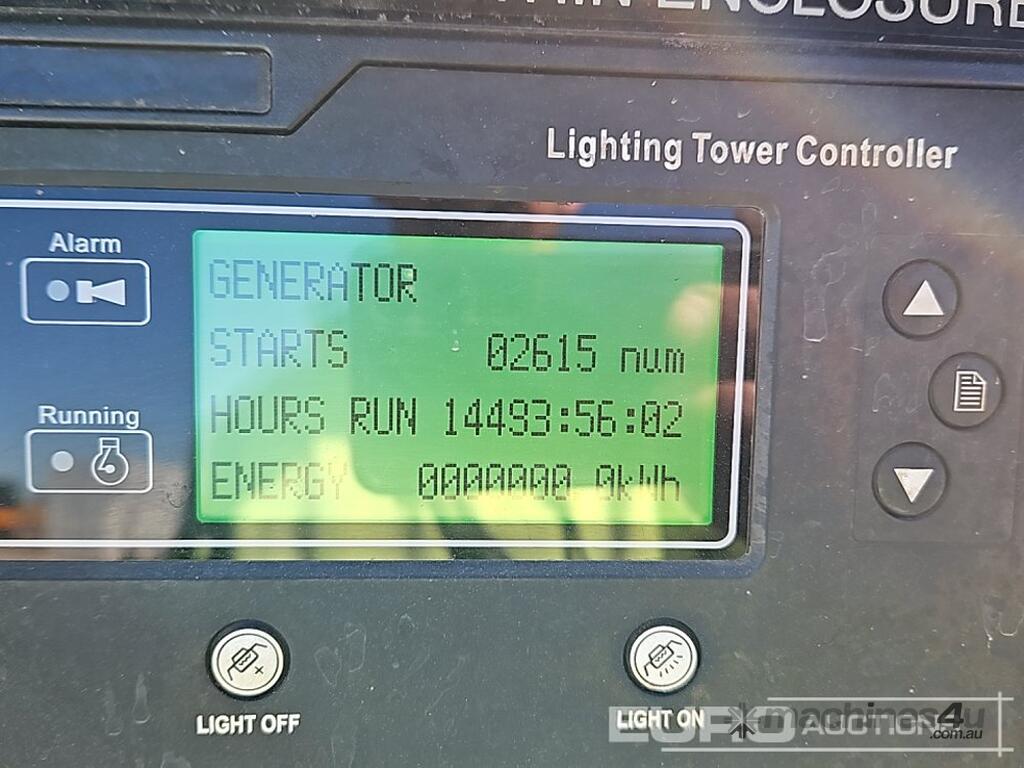 ENCLOSURE
Lighting Tower Controller
Alarm
GENERATOR
STARTS 02615 num
HOURS RUN 14493:56:02
Running
ENERGY 0000000.0kWh
LIGHT OFF
LIGHT ON
EURO AUCTIONS
machines4u
.com.au